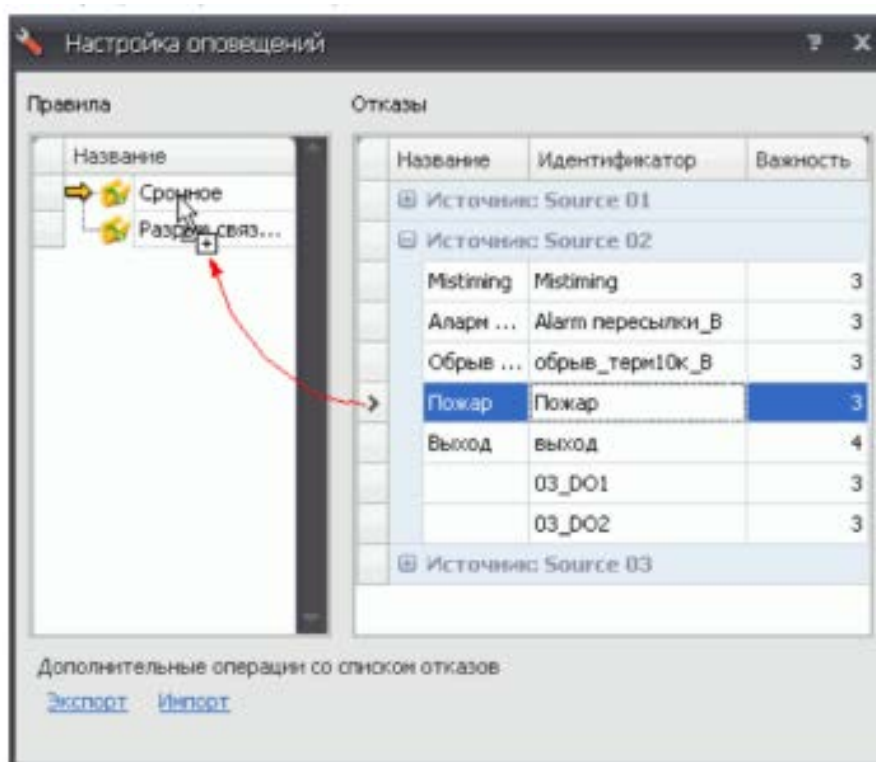 Настройка оповещений ? X
Правила Отказы
Название
Срочное
Разрыв связ...
Название Идентификатор Важность
Источник: Source 01
Источник: Source 02
Mistiming Mistiming 3
Аларм ... Alarm пересылки_В 3
Обрыв ... обрыв_терм10к_В 3
Пожар Пожар 3
Выход выход 4
03_DO1 3
03_DO2 3
Источник: Source 03
Дополнительные операции со списком отказов
Экспорт Импорт